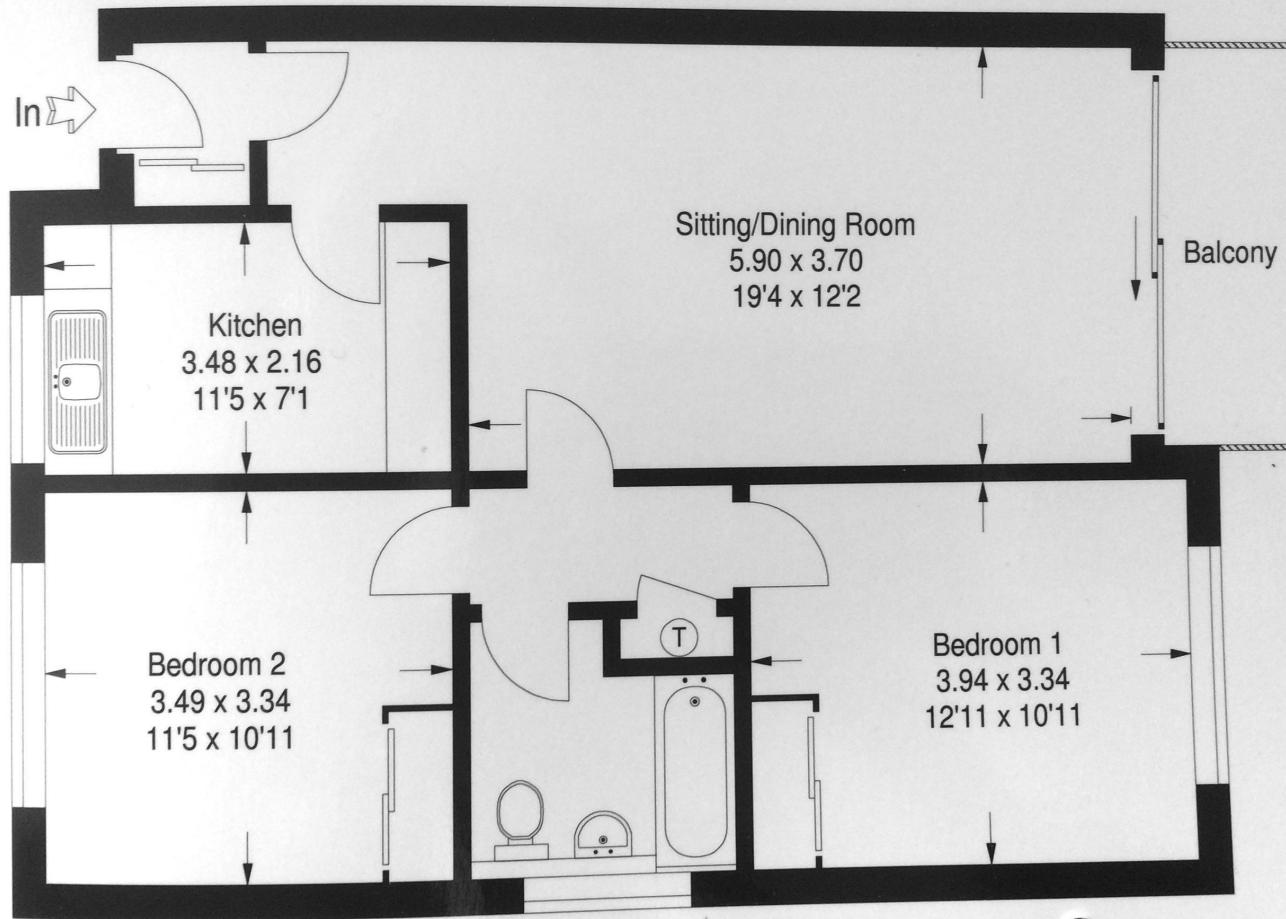 In
Sitting/Dining Room
5.90 x 3.70
19'4 x 12'2
Balcony
Kitchen
3.48 x 2.16
11'5 x 7'1
T
Bedroom 2
3.49 x 3.34
11'5 x 10'11
Bedroom 1
3.94 x 3.34
12'11 x 10'11